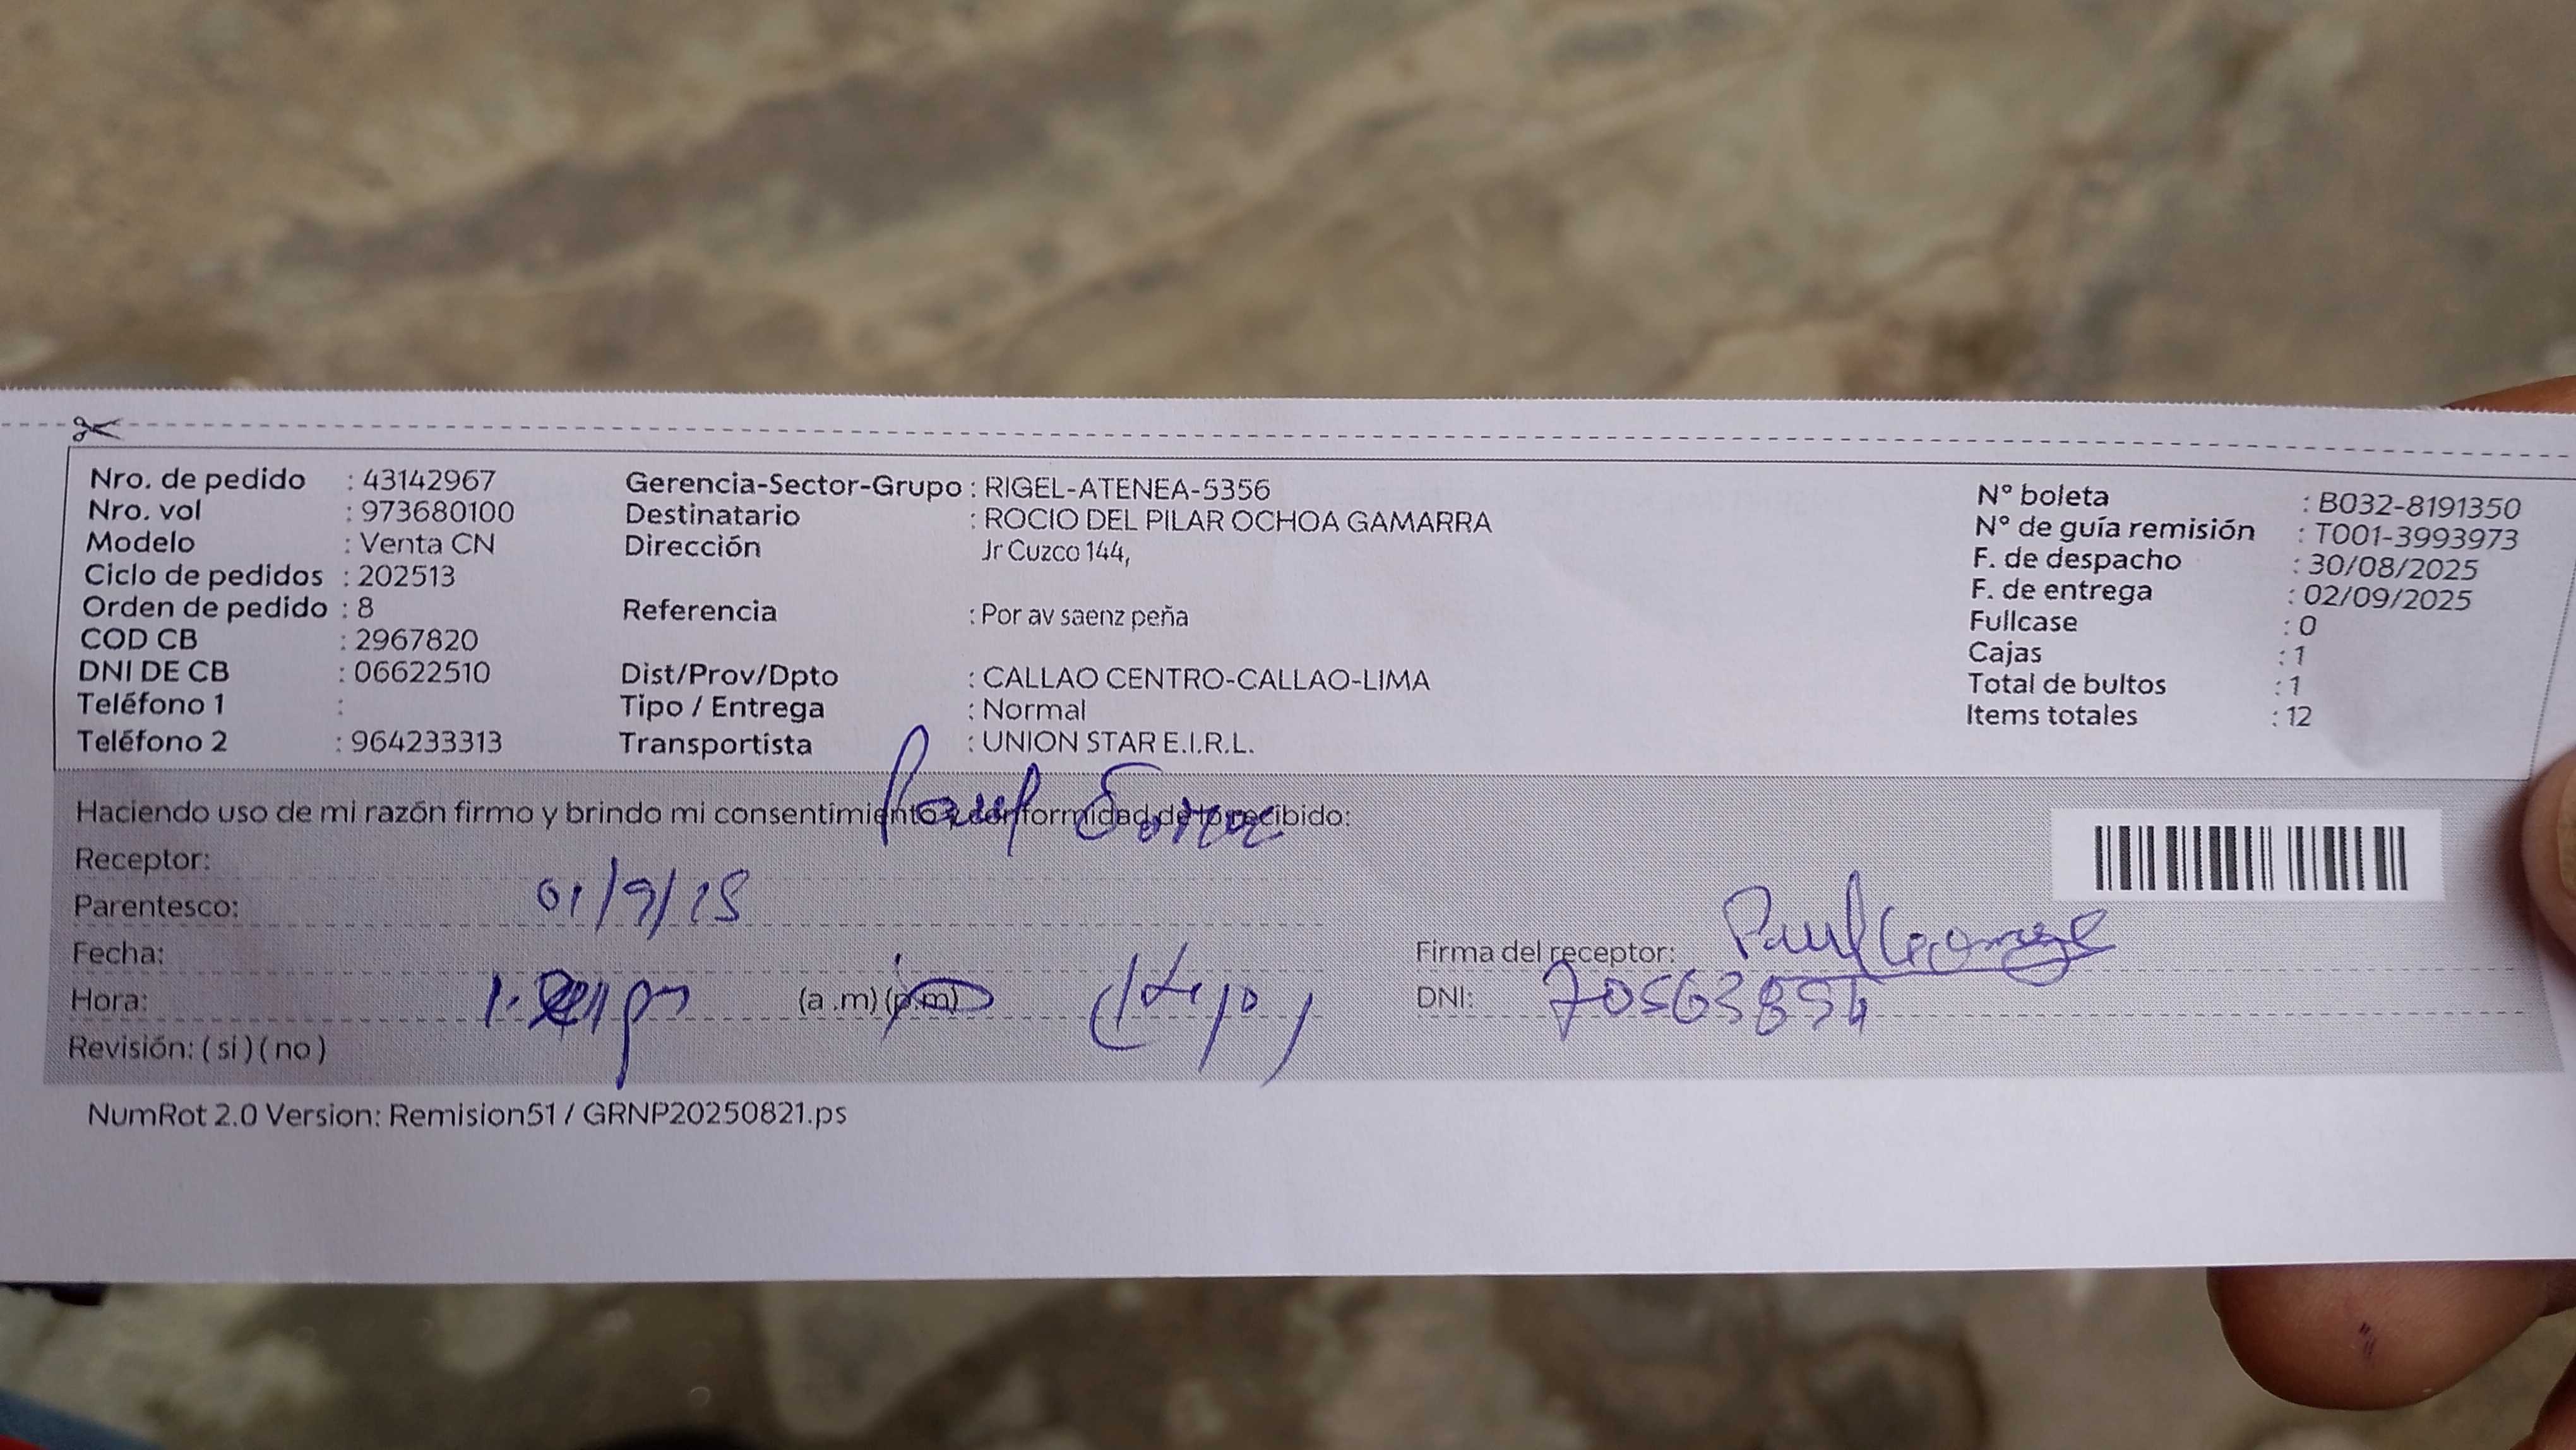 Nro. de pedido : 43142967 Gerencia-Sector-Grupo : RIGEL-ATENEA-5356 N° boleta : B032-8191350
Nro. vol : 973680100 Destinatario : ROCIO DEL PILAR OCHOA GAMARRA N° de guía remisión : T001-3993973
Modelo : Venta CN Dirección Jr Cuzco 144, F. de despacho : 30/08/2025
Ciclo de pedidos : 202513 F. de entrega : 02/09/2025
Orden de pedido : 8 Referencia : Por av saenz peña Fullcase : 0
COD CB : 2967820 Cajas : 1
DNI DE CB : 06622510 Dist/Prov/Dpto : CALLAO CENTRO-CALLAO-LIMA Total de bultos : 1
Teléfono 1 : Tipo / Entrega : Normal Items totales : 12
Teléfono 2 : 964233313 Transportista : UNION STAR E.I.R.L.
Haciendo uso de mi razón firmo y brindo mi consentimiento y conformidad de lo recibido:
Paul
Receptor:
Parentesco: 01/9/25
Fecha: Firma del receptor: Paul
Hora: (a .m) (p.m) DNI: 70563854
Revisión: ( si ) ( no )
NumRot 2.0 Version: Remision51 / GRNP20250821.ps